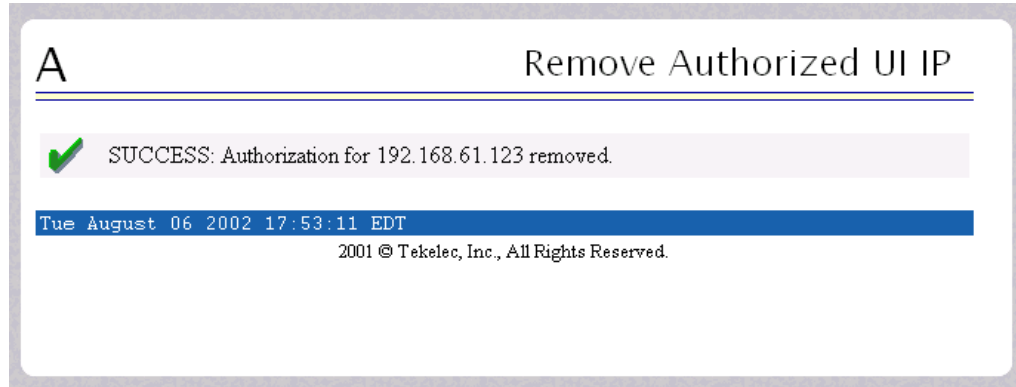 A
Remove Authorized UI IP
SUCCESS: Authorization for 192.168.61.123 removed.
Tue August 06 2002 17:53:11 EDT
2001 © Tekelec, Inc., All Rights Reserved.